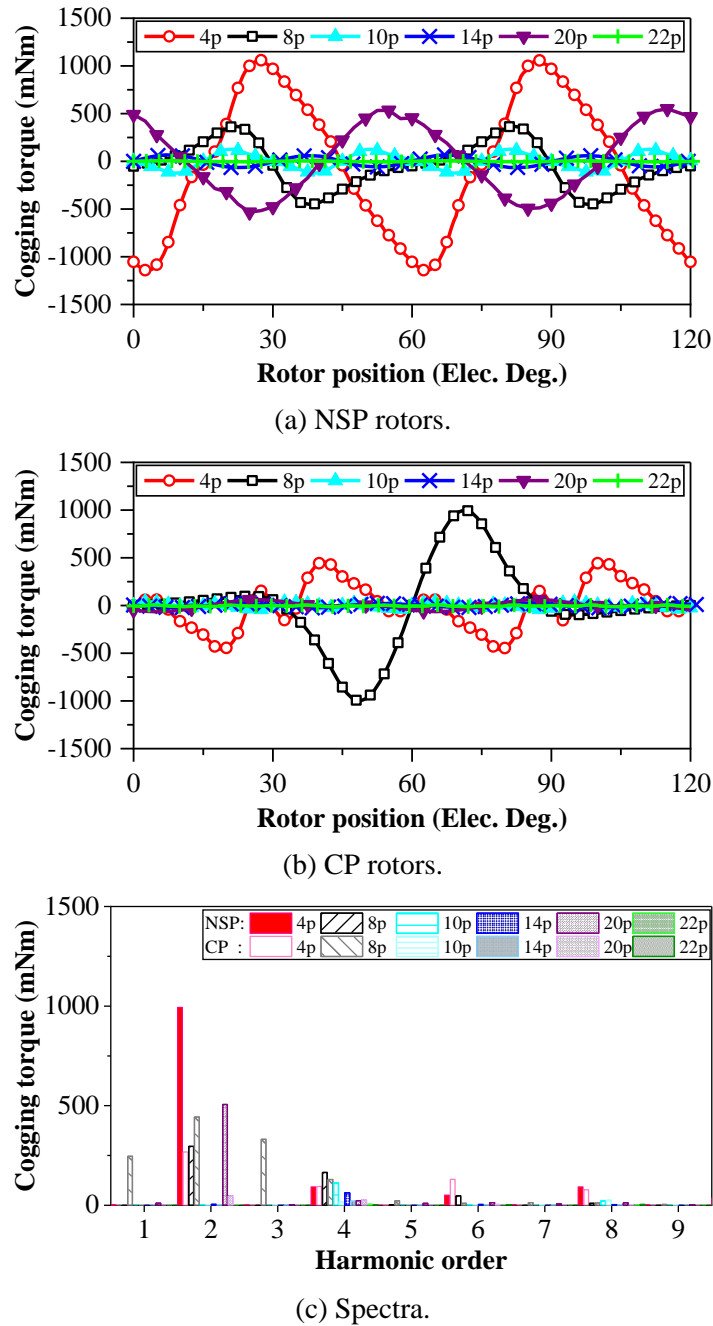 4p 8p 10p 14p 20p 22p
1500
1000
500
0
-500
-1000
-1500
Cogging torque (mNm)
0 30 60 90 120
Rotor position (Elec. Deg.)
(a) NSP rotors.
4p 8p 10p 14p 20p 22p
1500
1000
500
0
-500
-1000
-1500
Cogging torque (mNm)
0 30 60 90 120
Rotor position (Elec. Deg.)
(b) CP rotors.
NSP: 4p 8p 10p 14p 20p 22p
CP : 4p 8p 10p 14p 20p 22p
1500
1000
500
0
Cogging torque (mNm)
1 2 3 4 5 6 7 8 9
Harmonic order
(c) Spectra.